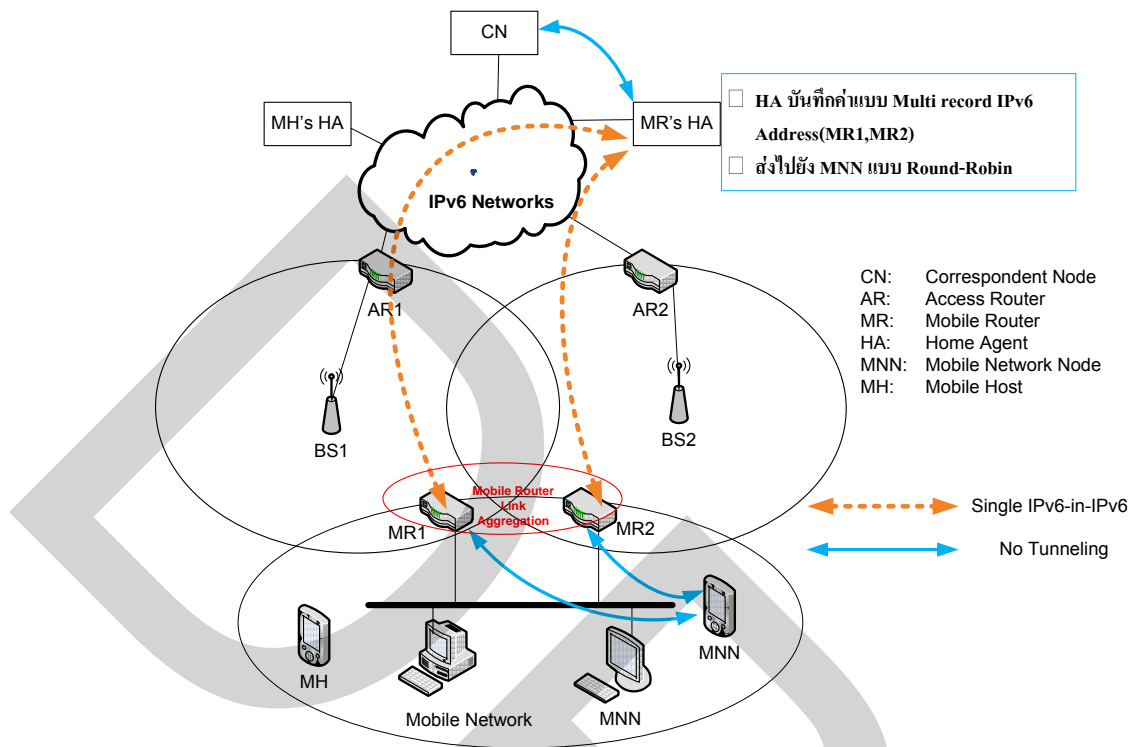 CN
MH's HA
MR's HA
☐ HA บันทึกค่าแบบ Multi record IPv6
Address(MR1,MR2)
☐ ส่งไปยัง MNN แบบ Round-Robin
IPv6 Networks
AR1
AR2
CN: Correspondent Node
AR: Access Router
MR: Mobile Router
HA: Home Agent
MNN: Mobile Network Node
MH: Mobile Host
BS1
BS2
Mobile Router
Link
Aggregation
MR1
MR2
Single IPv6-in-IPv6
No Tunneling
MH
MNN
Mobile Network
MNN